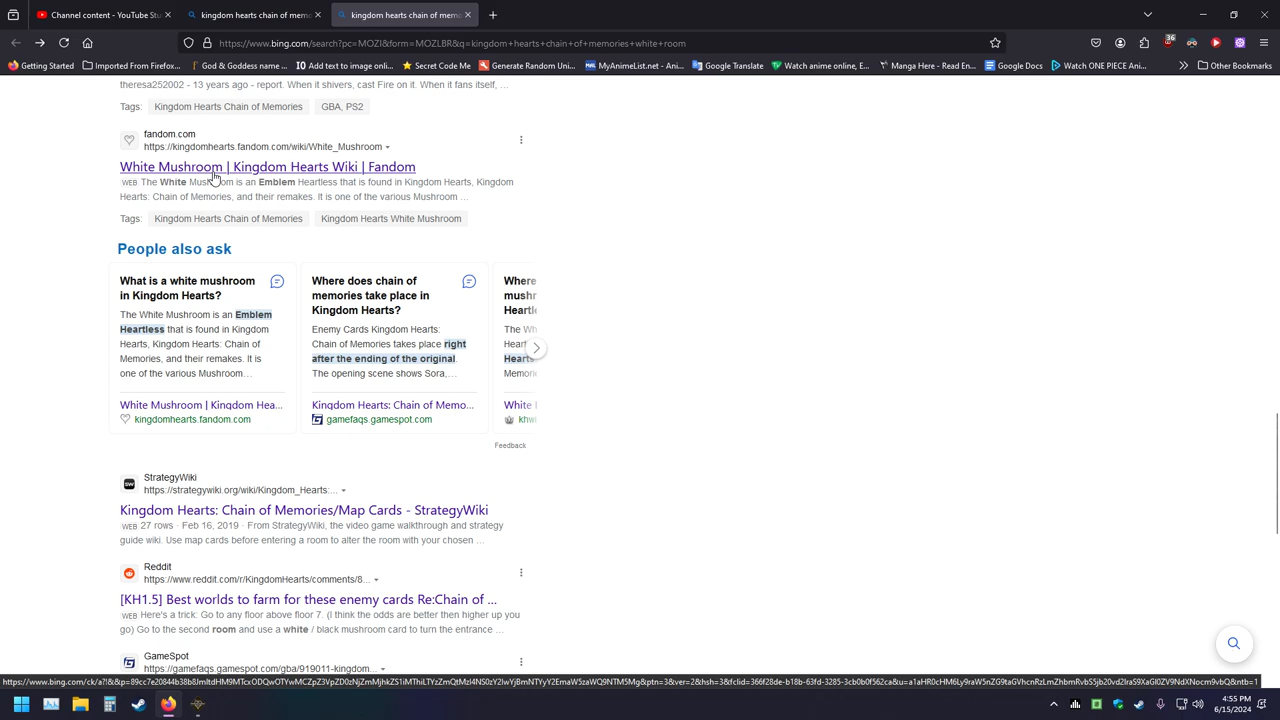 Channel content - YouTube Stu
kingdom hearts chain of memo
kingdom hearts chain of memo
https://www.bing.com/search?pc=MOZI&form=MOZLBR&q=kingdom+hearts+chain+of+memories+white+room
36
Getting Started
Imported From Firefox...
God & Goddess name ...
Add text to online onl...
Secret Code Me
Generate Random Uni...
MyAnimeList.net - Ani...
Google Translate
Watch anime online, E...
Manga Here - Read En...
Google Docs
Watch ONE PIECE Ani...
Other Bookmarks
theresa252002 - 13 years ago - report. When it shivers, cast Fire on it. When it fans itself, ...
Tags: Kingdom Hearts Chain of Memories GBA, PS2
fandom.com
https://kingdomhearts.fandom.com/wiki/White_Mushroom
White Mushroom | Kingdom Hearts Wiki | Fandom
WEB The White Mushroom is an Emblem Heartless that is found in Kingdom Hearts, Kingdom
Hearts: Chain of Memories, and their remakes. It is one of the various Mushroom ...
Tags: Kingdom Hearts Chain of Memories Kingdom Hearts White Mushroom
People also ask
What is a white mushroom
in Kingdom Hearts?
The White Mushroom is an Emblem
Heartless that is found in Kingdom
Hearts, Kingdom Hearts: Chain of
Memories, and their remakes. It is
one of the various Mushroom...
White Mushroom | Kingdom Hea...
kingdomhearts.fandom.com
Where does chain of
memories take place in
Kingdom Hearts?
Enemy Cards Kingdom Hearts:
Chain of Memories takes place right
after the ending of the original.
The opening scene shows Sora,...
Kingdom Hearts: Chain of Memo...
gamefaqs.gamespot.com
Where
mushr
Heartl
The Wh
Heart
Hearts
Memori
White
khwi
Feedback
StrategyWiki
https://strategywiki.org/wiki/Kingdom_Hearts:...
Kingdom Hearts: Chain of Memories/Map Cards - StrategyWiki
WEB 27 rows · Feb 16, 2019 · From StrategyWiki, the video game walkthrough and strategy
guide wiki. Use map cards before entering a room to alter the room with your chosen ...
Reddit
https://www.reddit.com/r/KingdomHearts/comments/8...
[KH1.5] Best worlds to farm for these enemy cards Re:Chain of ...
WEB Here's a trick: Go to any floor above floor 7. (I think the odds are better then higher up you
go) Go to the second room and use a white / black mushroom card to turn the entrance ...
GameSpot
https://gamefaqs.gamespot.com/gba/919011-kingdom...
4:55 PM
6/15/2024